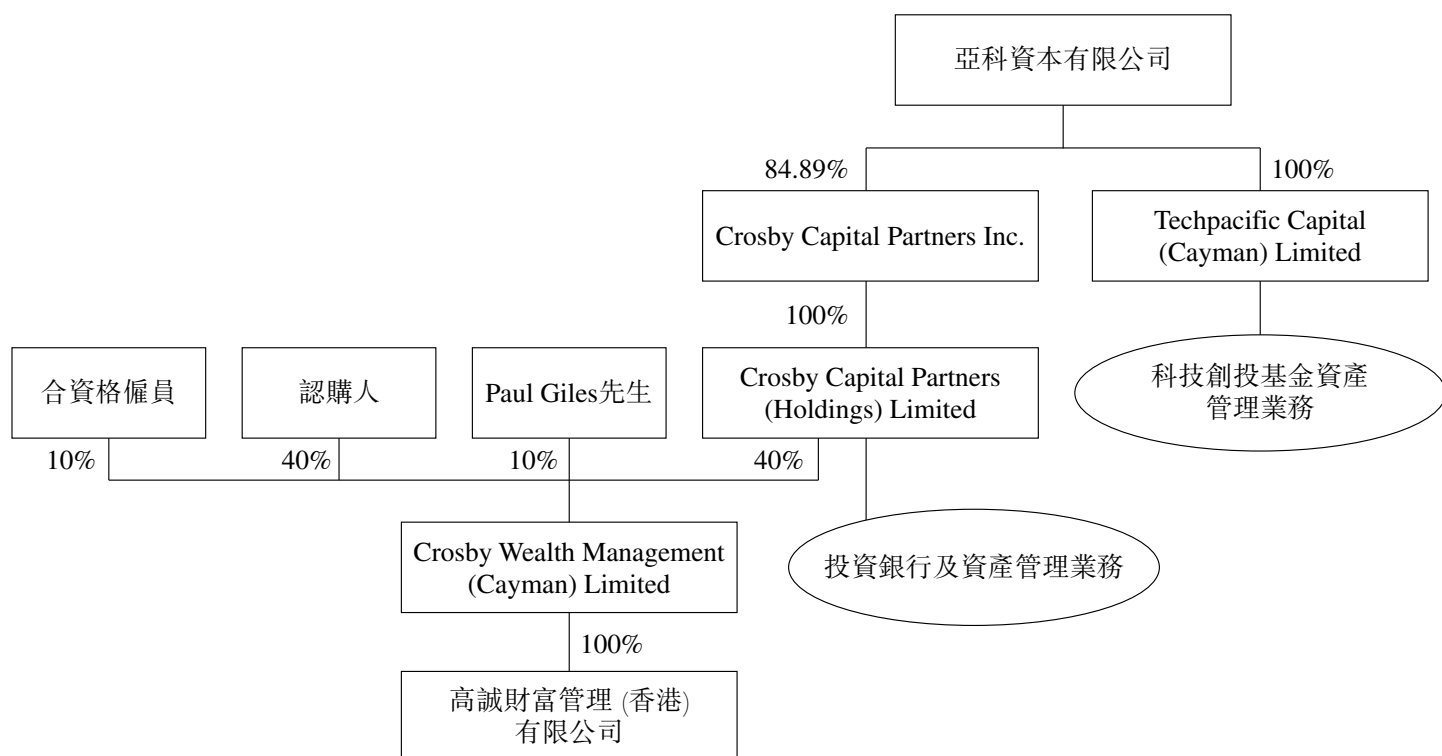 亞科資本有限公司
84.89%
100%
Crosby Capital Partners Inc.
Techpacific Capital
(Cayman) Limited
100%
合資格僱員
認購人
Paul Giles先生
Crosby Capital Partners
(Holdings) Limited
科技創投基金資產
管理業務
10%
40%
10%
40%
Crosby Wealth Management
(Cayman) Limited
投資銀行及資產管理業務
100%
高誠財富管理 (香港)
有限公司